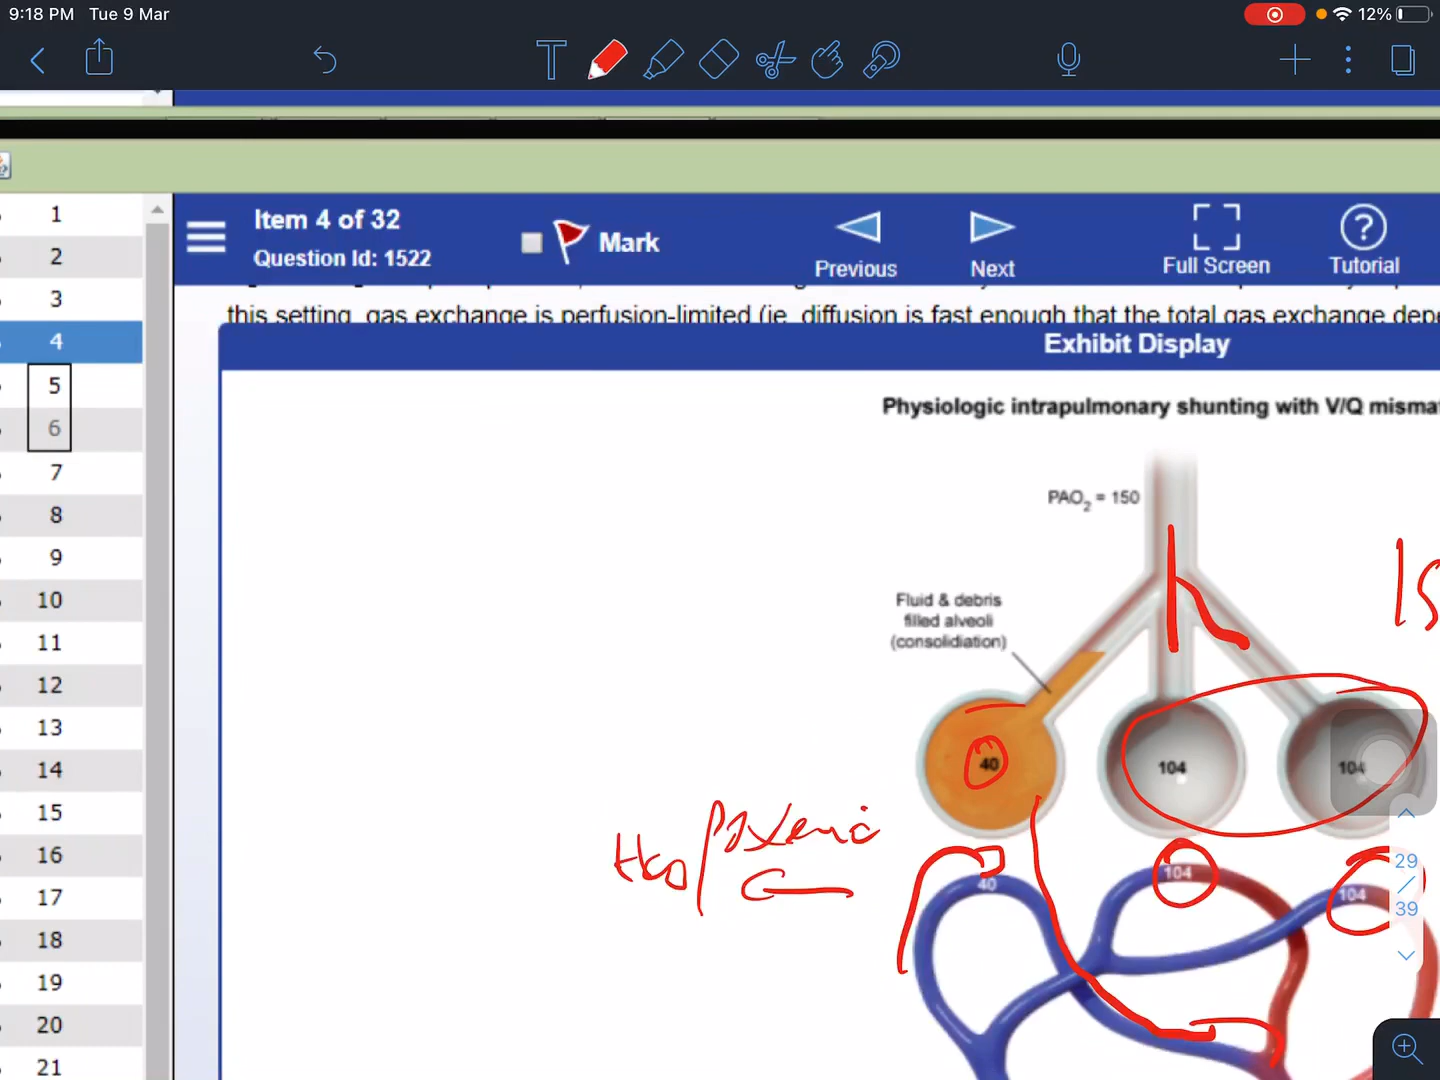 9:18 PM Tue 9 Mar 12%
Item 4 of 32
Question Id: 1522
Mark
Previous
Next
Full Screen
Tutorial
1
2
3
4
5
6
7
8
9
10
11
12
13
14
15
16
17
18
19
20
21
this setting, gas exchange is perfusion-limited (ie, diffusion is fast enough that the total gas exchange
Exhibit Display
Physiologic intrapulmonary shunting with V/Q
PAO2 = 150
Fluid & debris
filled alveoli
(consolidiation)
40
104
104
40
104
104
29
39